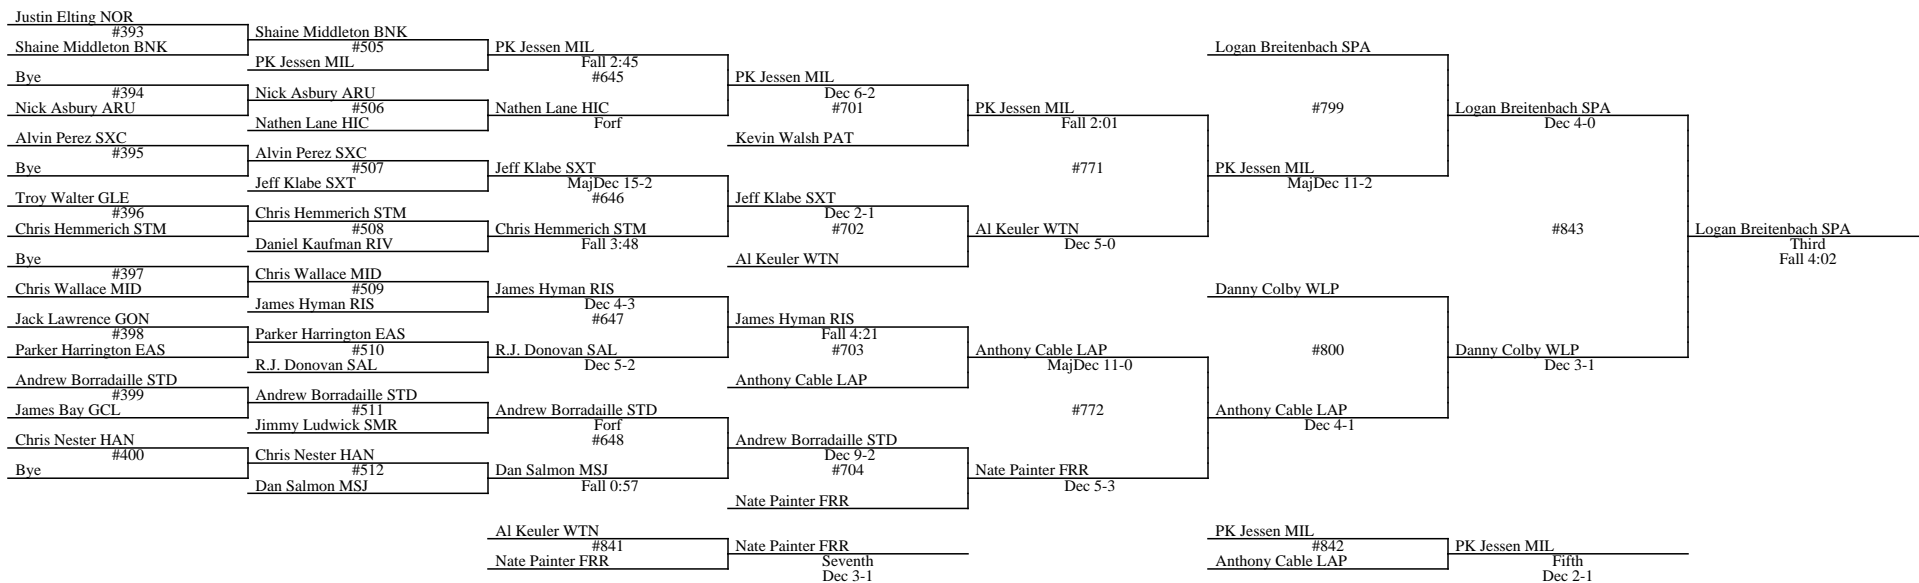 Justin Elting NOR
#393
Shaine Middleton BNK
Bye
#394
Nick Asbury ARU
Alvin Perez SXC
#395
Bye
Troy Walter GLE
#396
Chris Hemmerich STM
Bye
#397
Chris Wallace MID
Jack Lawrence GON
#398
Parker Harrington EAS
Andrew Borradaille STD
#399
James Bay GCL
Chris Nester HAN
#400
Bye
Shaine Middleton BNK
#505
PK Jessen MIL
Nick Asbury ARU
#506
Nathen Lane HIC
Alvin Perez SXC
#507
Jeff Klabe SXT
Chris Hemmerich STM
#508
Daniel Kaufman RIV
Chris Wallace MID
#509
James Hyman RIS
Parker Harrington EAS
#510
R.J. Donovan SAL
Andrew Borradaille STD
#511
Jimmy Ludwick SMR
Chris Nester HAN
#512
Dan Salmon MSJ
PK Jessen MIL
Fall 2:45
#645
Nathen Lane HIC
Forf
Jeff Klabe SXT
MajDec 15-2
#646
Chris Hemmerich STM
Fall 3:48
James Hyman RIS
Dec 4-3
#647
R.J. Donovan SAL
Dec 5-2
Andrew Borradaille STD
Forf
#648
Dan Salmon MSJ
Fall 0:57
PK Jessen MIL
Dec 6-2
#701
Kevin Walsh PAT
Jeff Klabe SXT
Dec 2-1
#702
Al Keuler WTN
James Hyman RIS
Fall 4:21
#703
Anthony Cable LAP
Andrew Borradaille STD
Dec 9-2
#704
Nate Painter FRR
PK Jessen MIL
Fall 2:01
#771
Al Keuler WTN
Dec 5-0
Anthony Cable LAP
MajDec 11-0
#772
Nate Painter FRR
Dec 5-3
Logan Breitenbach SPA
#799
PK Jessen MIL
MajDec 11-2
Danny Colby WLP
#800
Anthony Cable LAP
Dec 4-1
Logan Breitenbach SPA
Dec 4-0
#843
Danny Colby WLP
Dec 3-1
Logan Breitenbach SPA
Third
Fall 4:02
Al Keuler WTN
#841
Nate Painter FRR
Nate Painter FRR
Seventh
Dec 3-1
PK Jessen MIL
#842
Anthony Cable LAP
PK Jessen MIL
Fifth
Dec 2-1